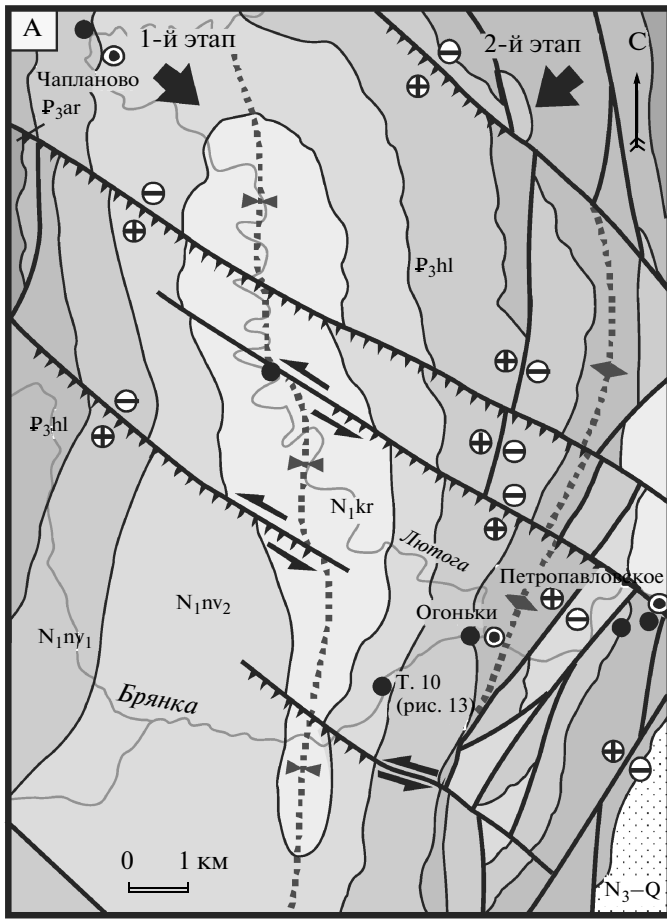 А
1-й этап
2-й этап
С
Чапланово
₽3ar
₽3hl
₽3hl
N1kr
Лютога
Петропавловское
Огоньки
N1nv2
N1nv1
Т. 10
(рис. 13)
Брянка
0 1 км
N3–Q